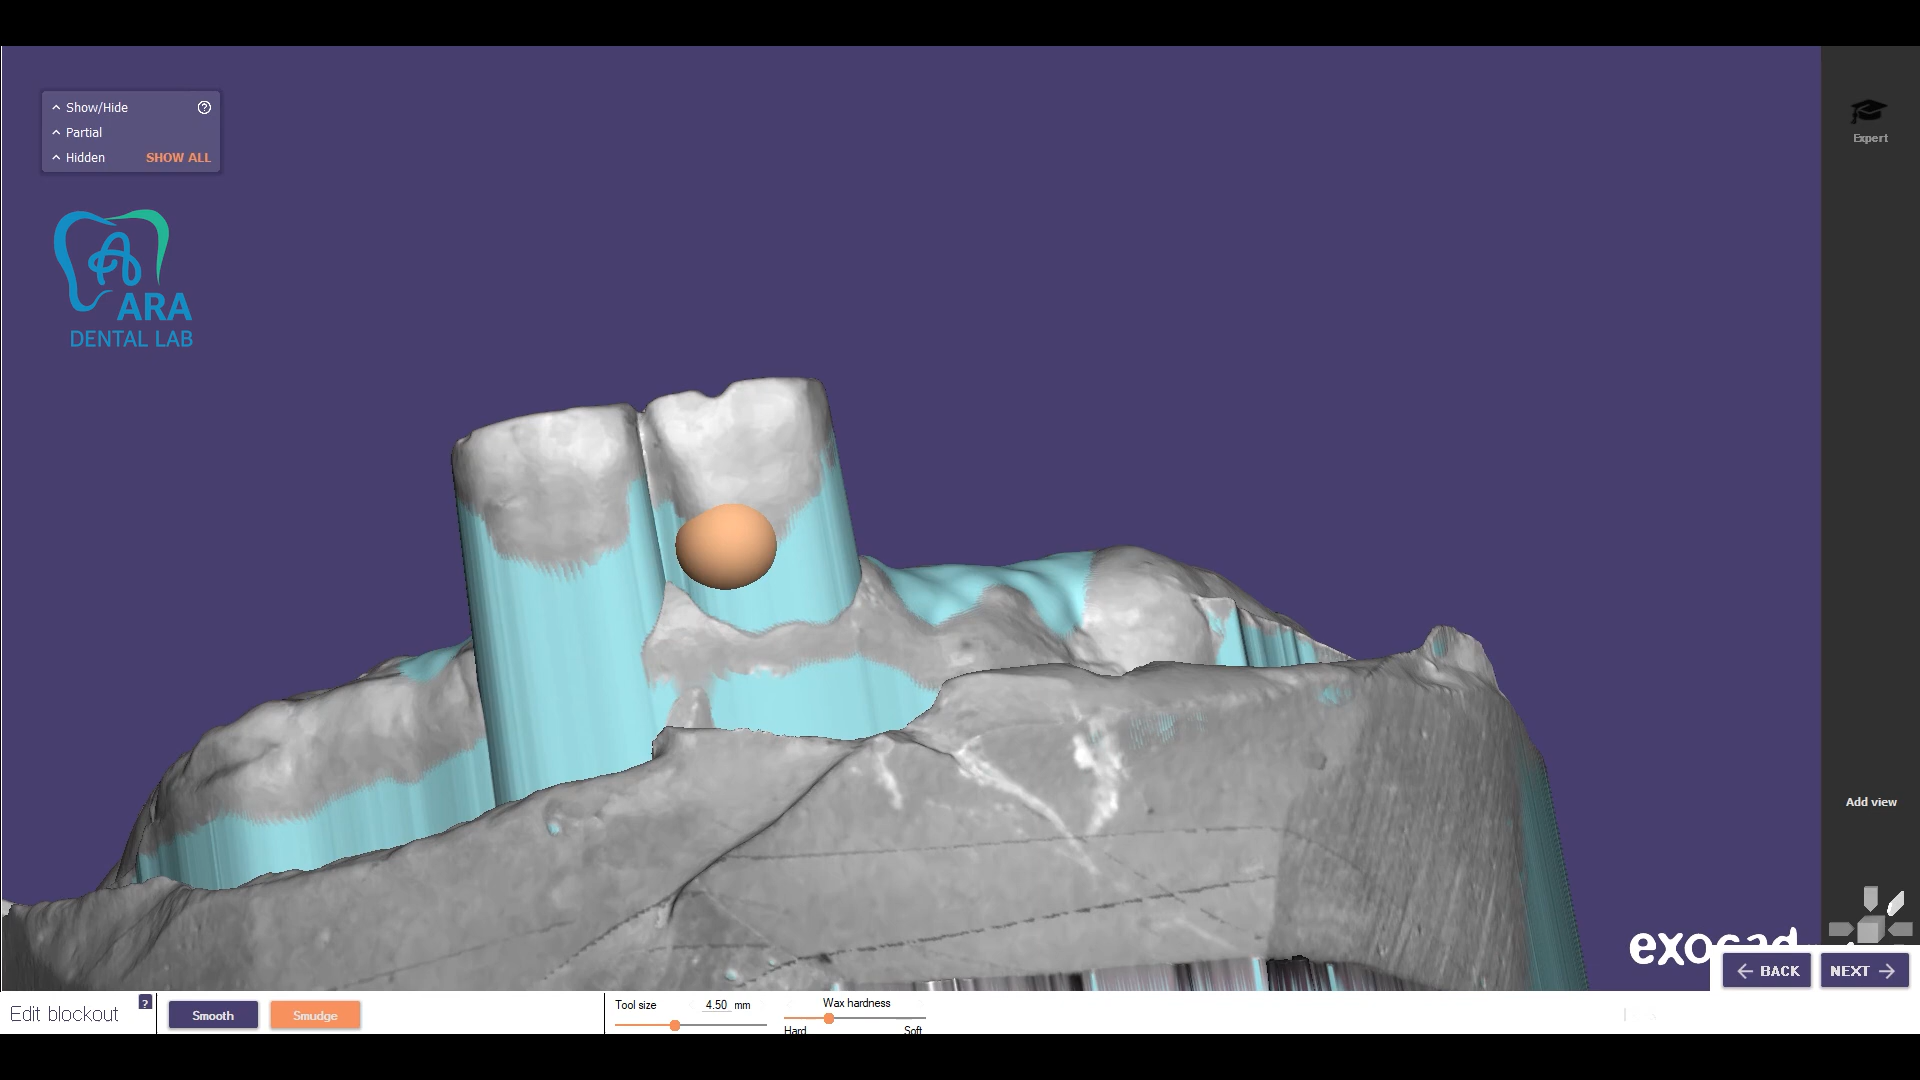 Show/Hide
Partial
Hidden SHOW ALL
A
ARA
DENTAL LAB
Expert
Add view
exocad
BACK NEXT
Edit blockout ?
Smooth Smudge
Tool size 4.50 mm
Wax hardness
Hard Soft